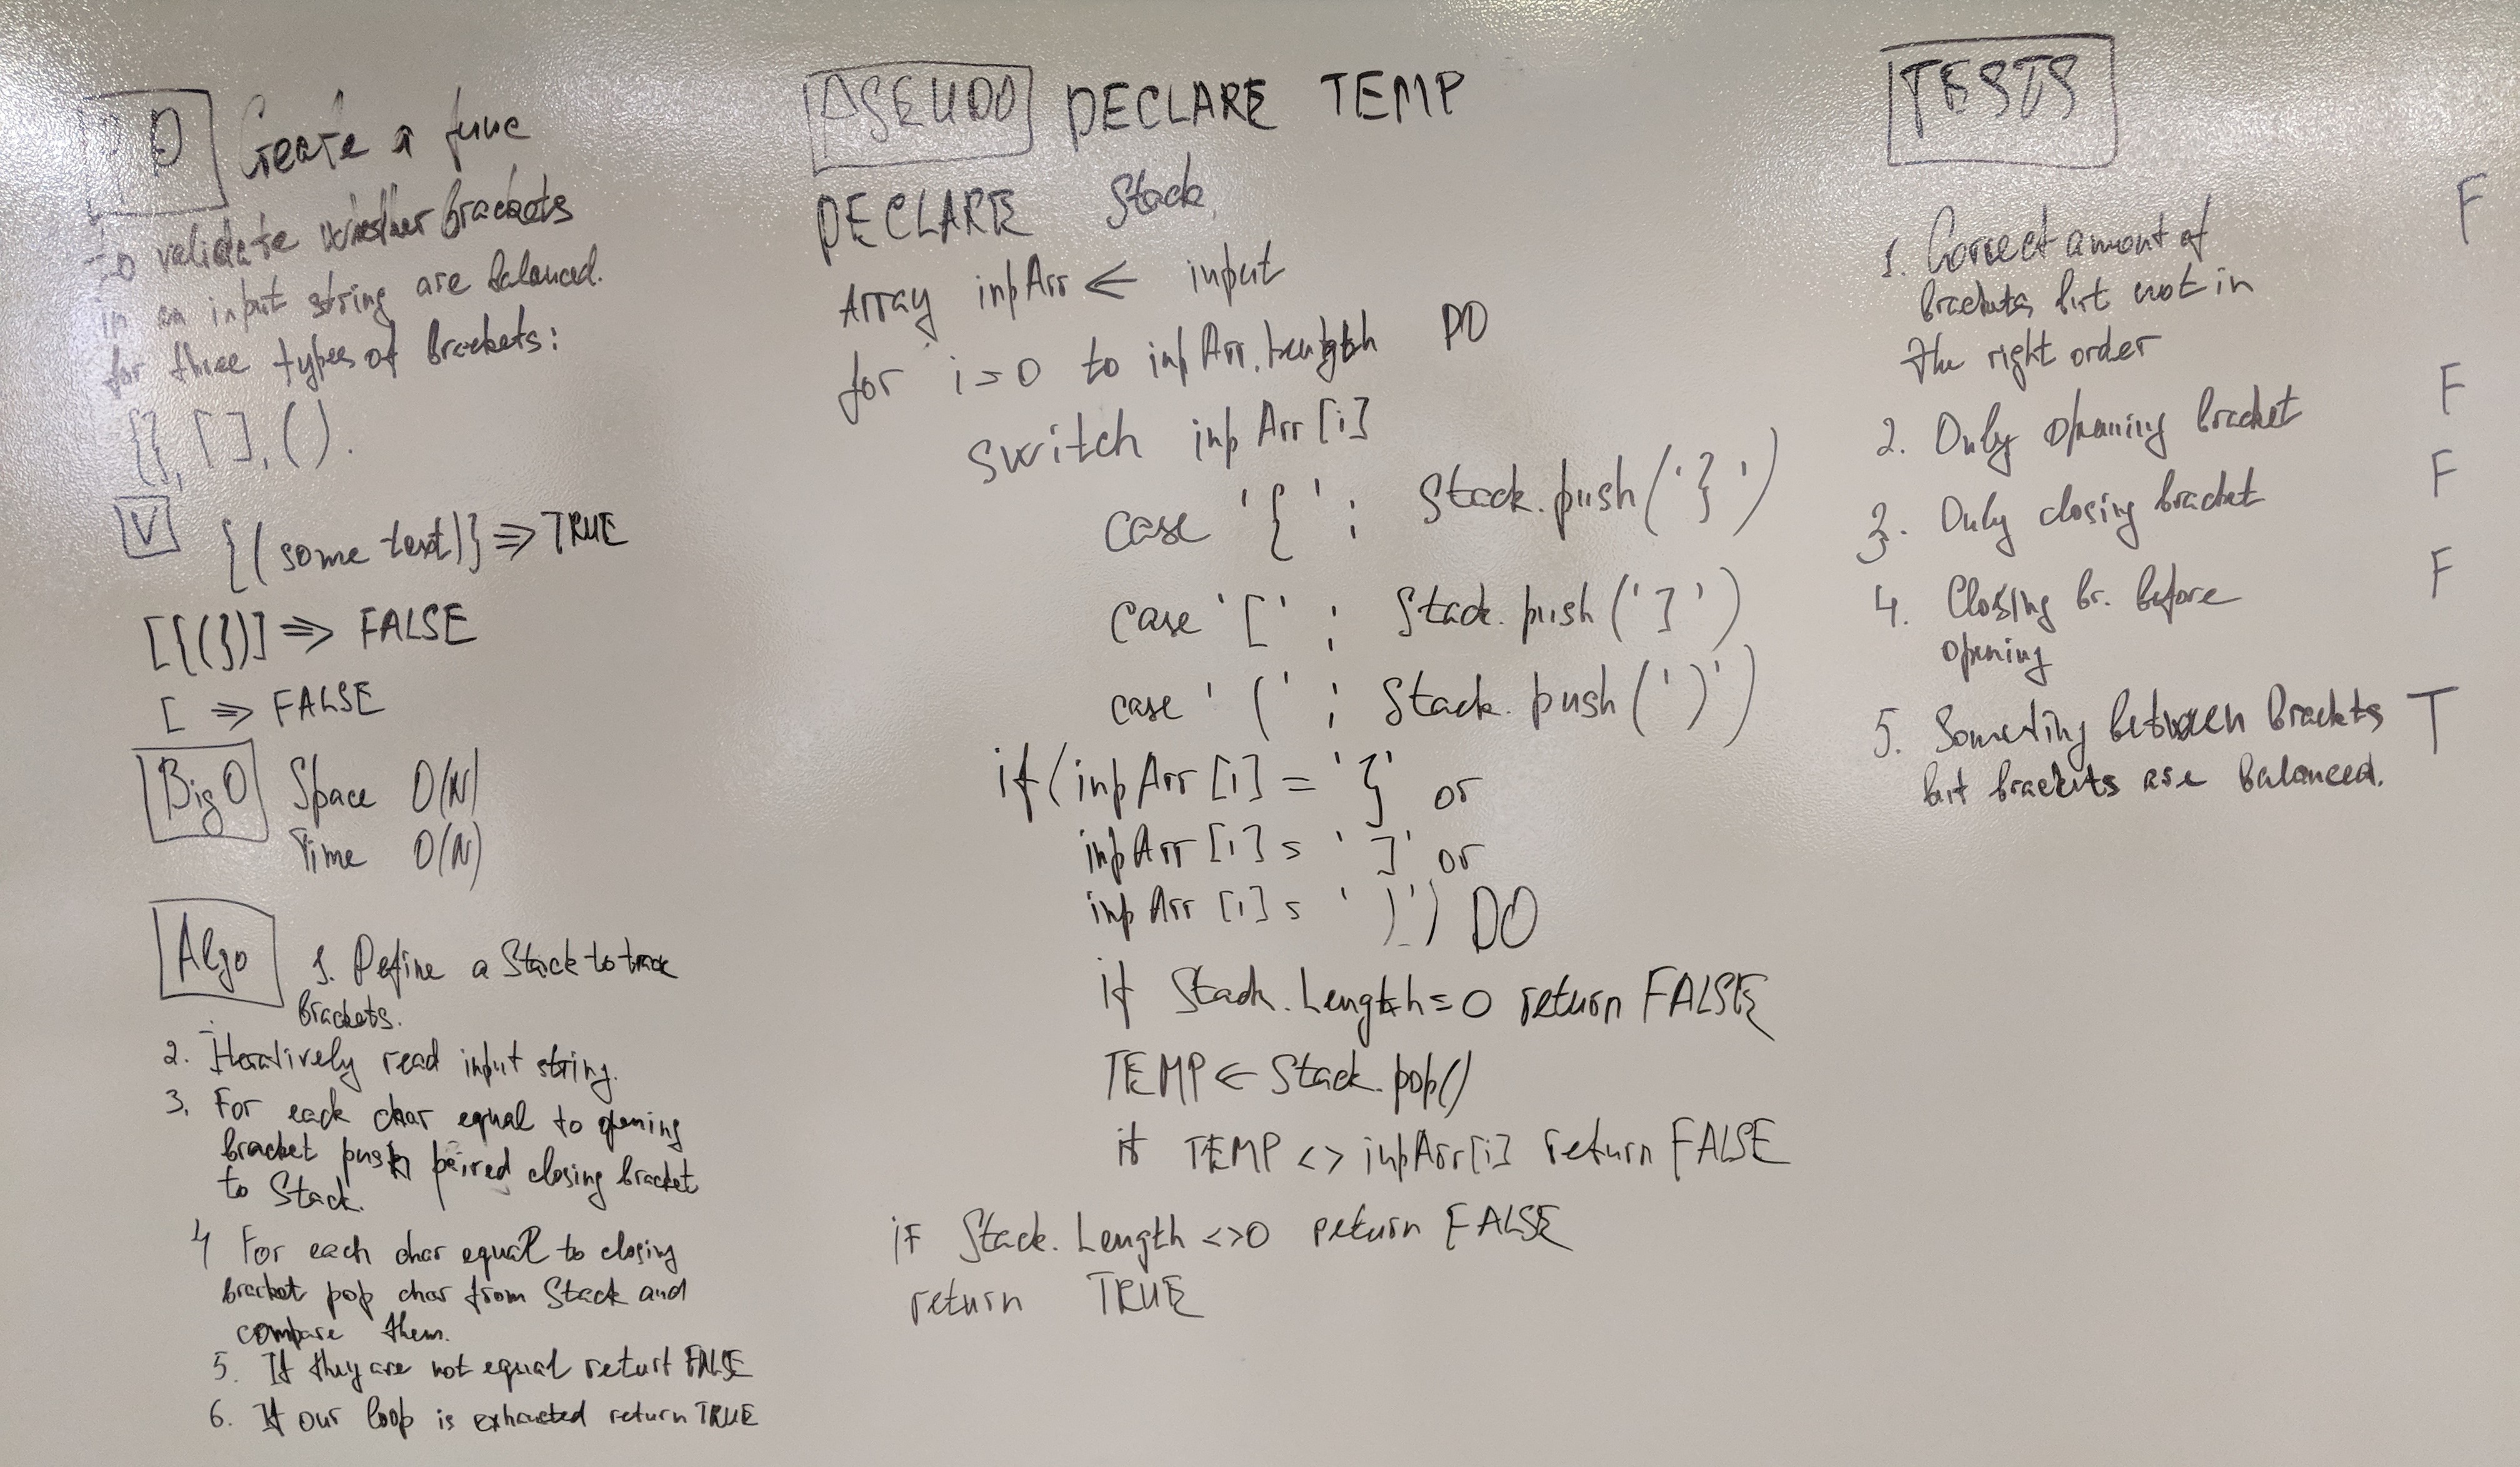 PD Create a func
to validate whether brackets
in an input string are balanced.
for three types of brackets:
{}, [ ], ( ).
V {(some text)} => TRUE
[{(})] => FALSE
[ => FALSE
Big O Space O(N)
Time O(N)
Algo 1. Define a Stack to track
brackets.
2. Iteratively read input string.
3. For each char equal to opening
bracket push paired closing bracket
to Stack.
4 For each char equal to closing
bracket pop char from Stack and
compare them.
5. If they are not equal return FALSE
6. If our loop is exhausted return TRUE
PSEUDO DECLARE TEMP
DECLARE Stack
Array inpArr <= input
for i=0 to inpArr.Length DO
switch inpArr[i]
case '{' ; Stack.push('}')
case '[' ; Stack.push(']')
case '(' ; Stack.push(')')
if(inpArr[i] = '}' or
inpArr[i] = ']' or
inpArr[i] = ')') DO
if Stack.Length=0 return FALSE
TEMP <= Stack.pop()
if TEMP <> inpArr[i] return FALSE
if Stack.Length <>0 return FALSE
return TRUE
TESTS
1. Correct amount of F
brackets but not in
the right order
2. Only opening bracket F
3. Only closing bracket F
4. Closing br. before F
opening
5. Something between brackets T
but brackets are balanced.